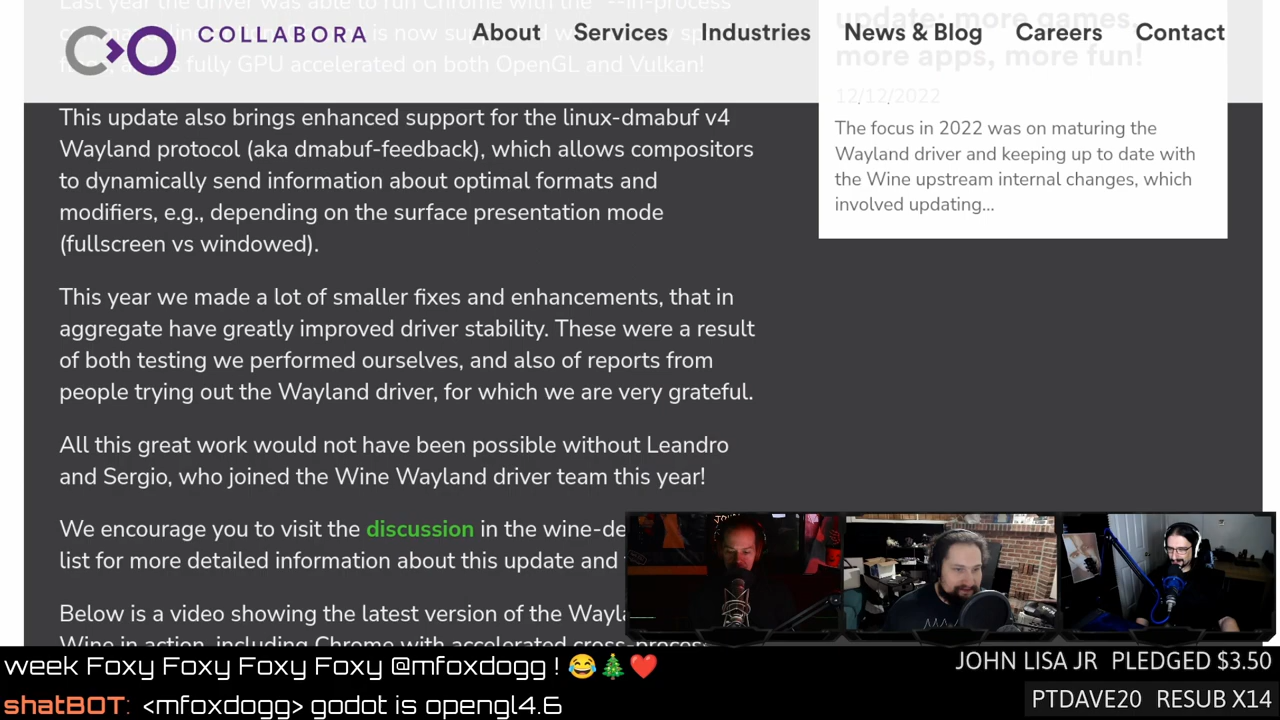 COLLABORA
About Services Industries News & Blog Careers Contact
Last year the driver was able to run Chrome with the "--in-process
fully GPU accelerated on both OpenGL and Vulkan!
This update also brings enhanced support for the linux-dmabuf v4
Wayland protocol (aka dmabuf-feedback), which allows compositors
to dynamically send information about optimal formats and
modifiers, e.g., depending on the surface presentation mode
(fullscreen vs windowed).
This year we made a lot of smaller fixes and enhancements, that in
aggregate have greatly improved driver stability. These were a result
of both testing we performed ourselves, and also of reports from
people trying out the Wayland driver, for which we are very grateful.
All this great work would not have been possible without Leandro
and Sergio, who joined the Wine Wayland driver team this year!
We encourage you to visit the discussion in the wine-de
list for more detailed information about this update and
Below is a video showing the latest version of the Wayla
Wine in action, including Chrome with accelerated cross-process
update: more games,
more apps, more fun!
12/12/2022
The focus in 2022 was on maturing the
Wayland driver and keeping up to date with
the Wine upstream internal changes, which
involved updating...
week Foxy Foxy Foxy Foxy @mfoxdogg ! 😂🎄❤️
shatBOT: <mfoxdogg> godot is opengl4.6
JOHN LISA JR PLEDGED $3.50
PTDAVE20 RESUB X14